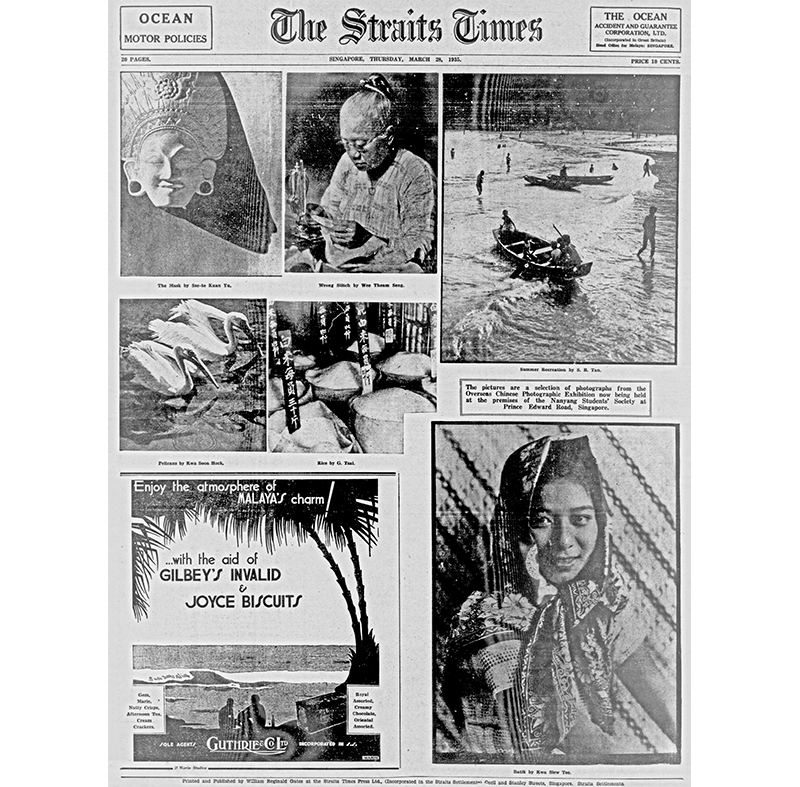 OCEAN
MOTOR POLICIES
The Straits Times
THE OCEAN
ACCIDENT AND GUARANTEE
CORPORATION, LTD.
(Incorporated in Great Britain)
Head Office for Malaya: SINGAPORE.
20 PAGES.
SINGAPORE, THURSDAY, MARCH 28, 1935.
PRICE 10 CENTS.
The Mask by See-to Kuan Tu.
Wrong Stitch by Wee Thuam Seng.
Summer Recreation by S. H. Tan.
白米每
Pelicans by Kwa Soon Hock.
Rice by G. Tsai.
The pictures are a selection of photographs from the
Overseas Chinese Photographic Exhibition now being held
at the premises of the Nanyang Students' Society at
Prince Edward Road, Singapore.
Enjoy the atmosphere of
MALAYA'S charm
...with the aid of
GILBEY'S INVALID
&
JOYCE BISCUITS
Gem,
Marie,
Nutty Crisps,
Afternoon Tea,
Cream
Crackers.
Royal
Assorted,
Creamy
Chocolate,
Oriental
Assorted.
SOLE AGENTS GUTHRIE & CO LTD INCORPORATED IN S.S.
Batik by Kwa Siew Tee.
Printed and Published by William Reginald Gates at the Straits Times Press Ltd., (Incorporated in the Straits Settlements) Cecil and Stanley Streets, Singapore, Straits Settlements.